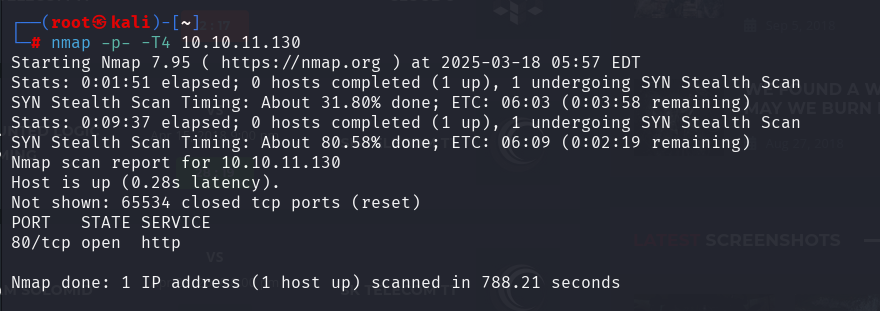 ┌──(root㉿kali)-[~]
└─# nmap -p- -T4 10.10.11.130
Starting Nmap 7.95 ( https://nmap.org ) at 2025-03-18 05:57 EDT
Stats: 0:01:51 elapsed; 0 hosts completed (1 up), 1 undergoing SYN Stealth Scan
SYN Stealth Scan Timing: About 31.80% done; ETC: 06:03 (0:03:58 remaining)
Stats: 0:09:37 elapsed; 0 hosts completed (1 up), 1 undergoing SYN Stealth Scan
SYN Stealth Scan Timing: About 80.58% done; ETC: 06:09 (0:02:19 remaining)
Nmap scan report for 10.10.11.130
Host is up (0.28s latency).
Not shown: 65534 closed tcp ports (reset)
PORT   STATE SERVICE
80/tcp open  http
VS
LATEST SCREENSHOTS
Nmap done: 1 IP address (1 host up) scanned in 788.21 seconds